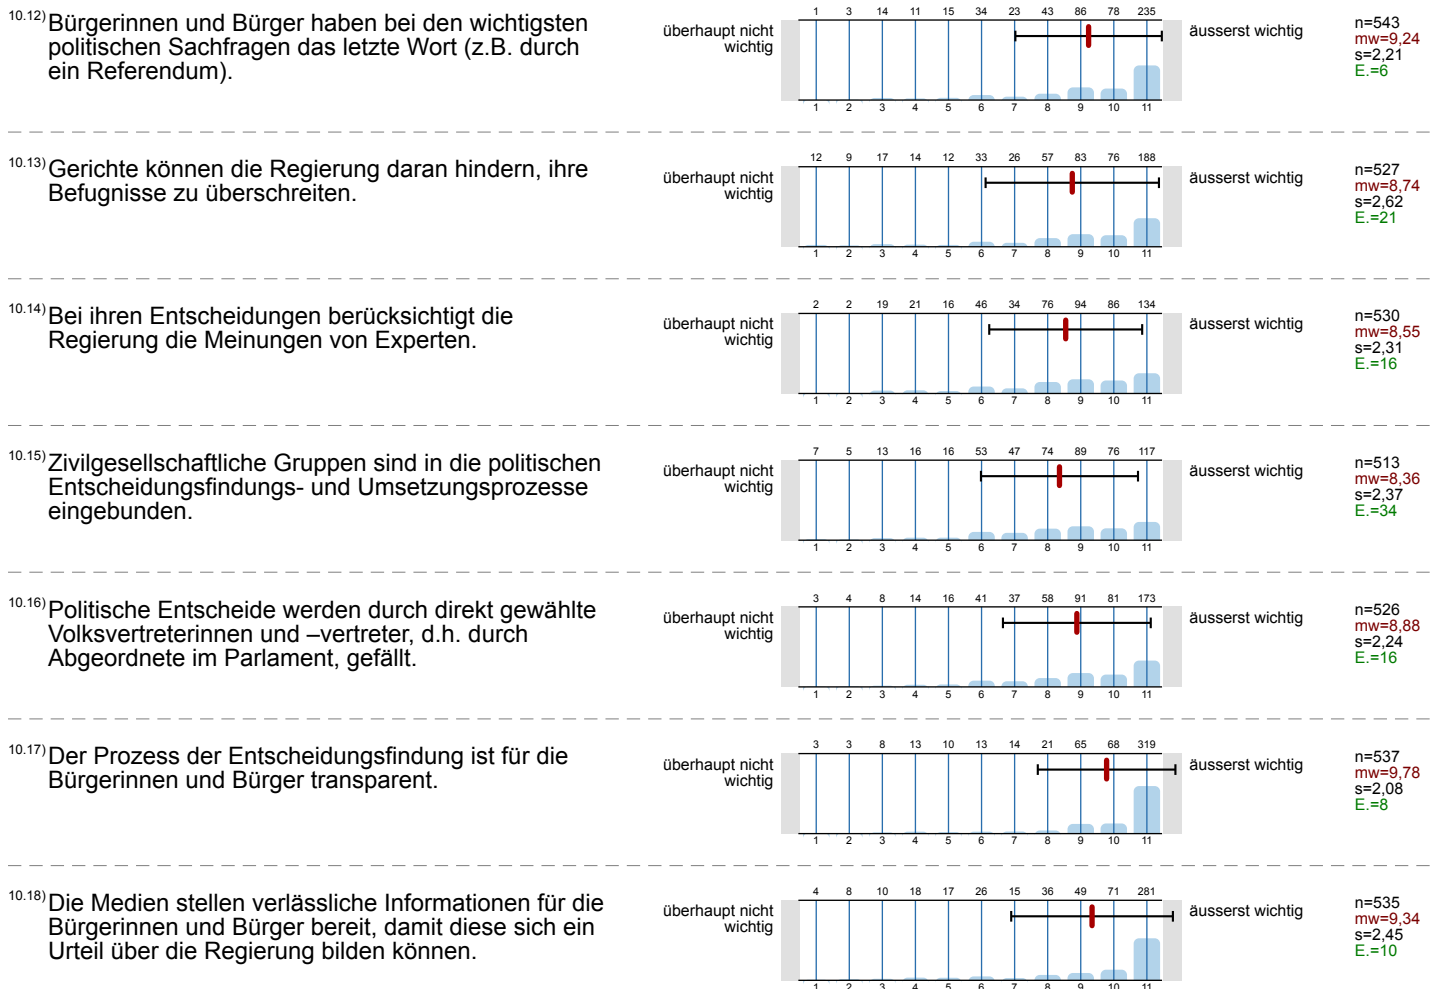 10.12) Bürgerinnen und Bürger haben bei den wichtigsten
politischen Sachfragen das letzte Wort (z.B. durch
ein Referendum).
überhaupt nicht
wichtig
1 3 14 11 15 34 23 43 86 78 235
1 2 3 4 5 6 7 8 9 10 11
äusserst wichtig
n=543
mw=9,24
s=2,21
E.=6
10.13) Gerichte können die Regierung daran hindern, ihre
Befugnisse zu überschreiten.
überhaupt nicht
wichtig
12 9 17 14 12 33 26 57 83 76 188
1 2 3 4 5 6 7 8 9 10 11
äusserst wichtig
n=527
mw=8,74
s=2,62
E.=21
10.14) Bei ihren Entscheidungen berücksichtigt die
Regierung die Meinungen von Experten.
überhaupt nicht
wichtig
2 2 19 21 16 46 34 76 94 86 134
1 2 3 4 5 6 7 8 9 10 11
äusserst wichtig
n=530
mw=8,55
s=2,31
E.=16
10.15) Zivilgesellschaftliche Gruppen sind in die politischen
Entscheidungsfindungs- und Umsetzungsprozesse
eingebunden.
überhaupt nicht
wichtig
7 5 13 16 16 53 47 74 89 76 117
1 2 3 4 5 6 7 8 9 10 11
äusserst wichtig
n=513
mw=8,36
s=2,37
E.=34
10.16) Politische Entscheide werden durch direkt gewählte
Volksvertreterinnen und –vertreter, d.h. durch
Abgeordnete im Parlament, gefällt.
überhaupt nicht
wichtig
3 4 8 14 16 41 37 58 91 81 173
1 2 3 4 5 6 7 8 9 10 11
äusserst wichtig
n=526
mw=8,88
s=2,24
E.=16
10.17) Der Prozess der Entscheidungsfindung ist für die
Bürgerinnen und Bürger transparent.
überhaupt nicht
wichtig
3 3 8 13 10 13 14 21 65 68 319
1 2 3 4 5 6 7 8 9 10 11
äusserst wichtig
n=537
mw=9,78
s=2,08
E.=8
10.18) Die Medien stellen verlässliche Informationen für die
Bürgerinnen und Bürger bereit, damit diese sich ein
Urteil über die Regierung bilden können.
überhaupt nicht
wichtig
4 8 10 18 17 26 15 36 49 71 281
1 2 3 4 5 6 7 8 9 10 11
äusserst wichtig
n=535
mw=9,34
s=2,45
E.=10